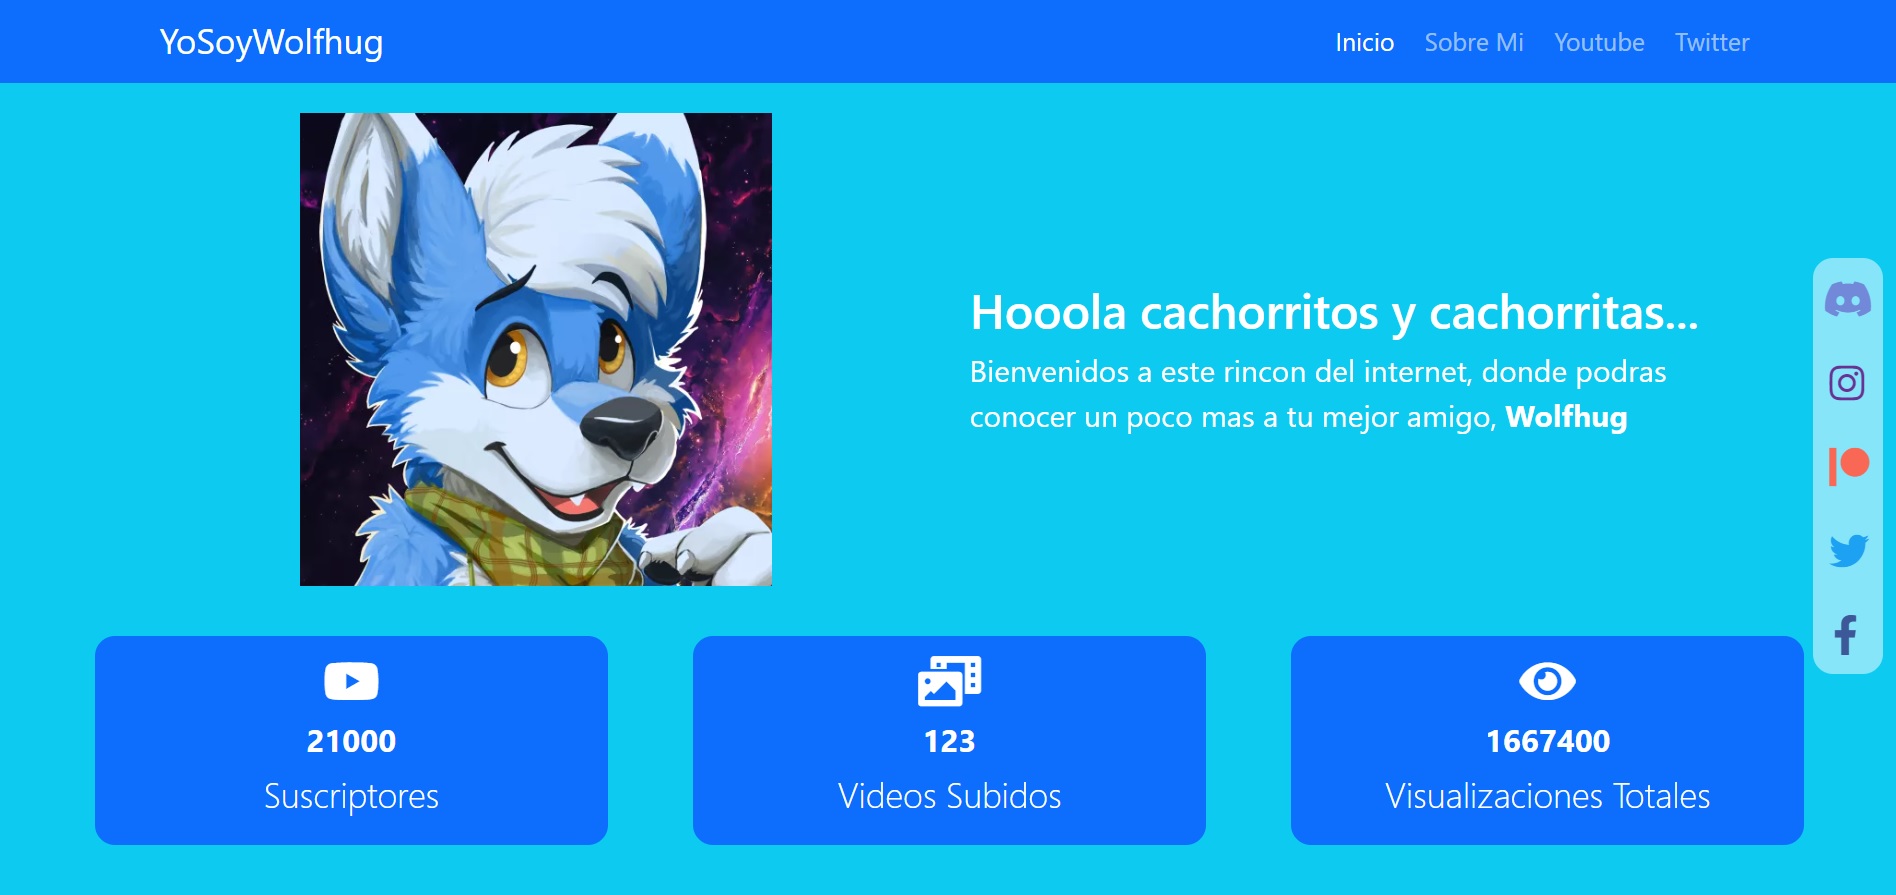 YoSoyWolfhug
Inicio Sobre Mi Youtube Twitter
Hooola cachorritos y cachorritas...
Bienvenidos a este rincon del internet, donde podras
conocer un poco mas a tu mejor amigo, Wolfhug
21000
Suscriptores
123
Videos Subidos
1667400
Visualizaciones Totales